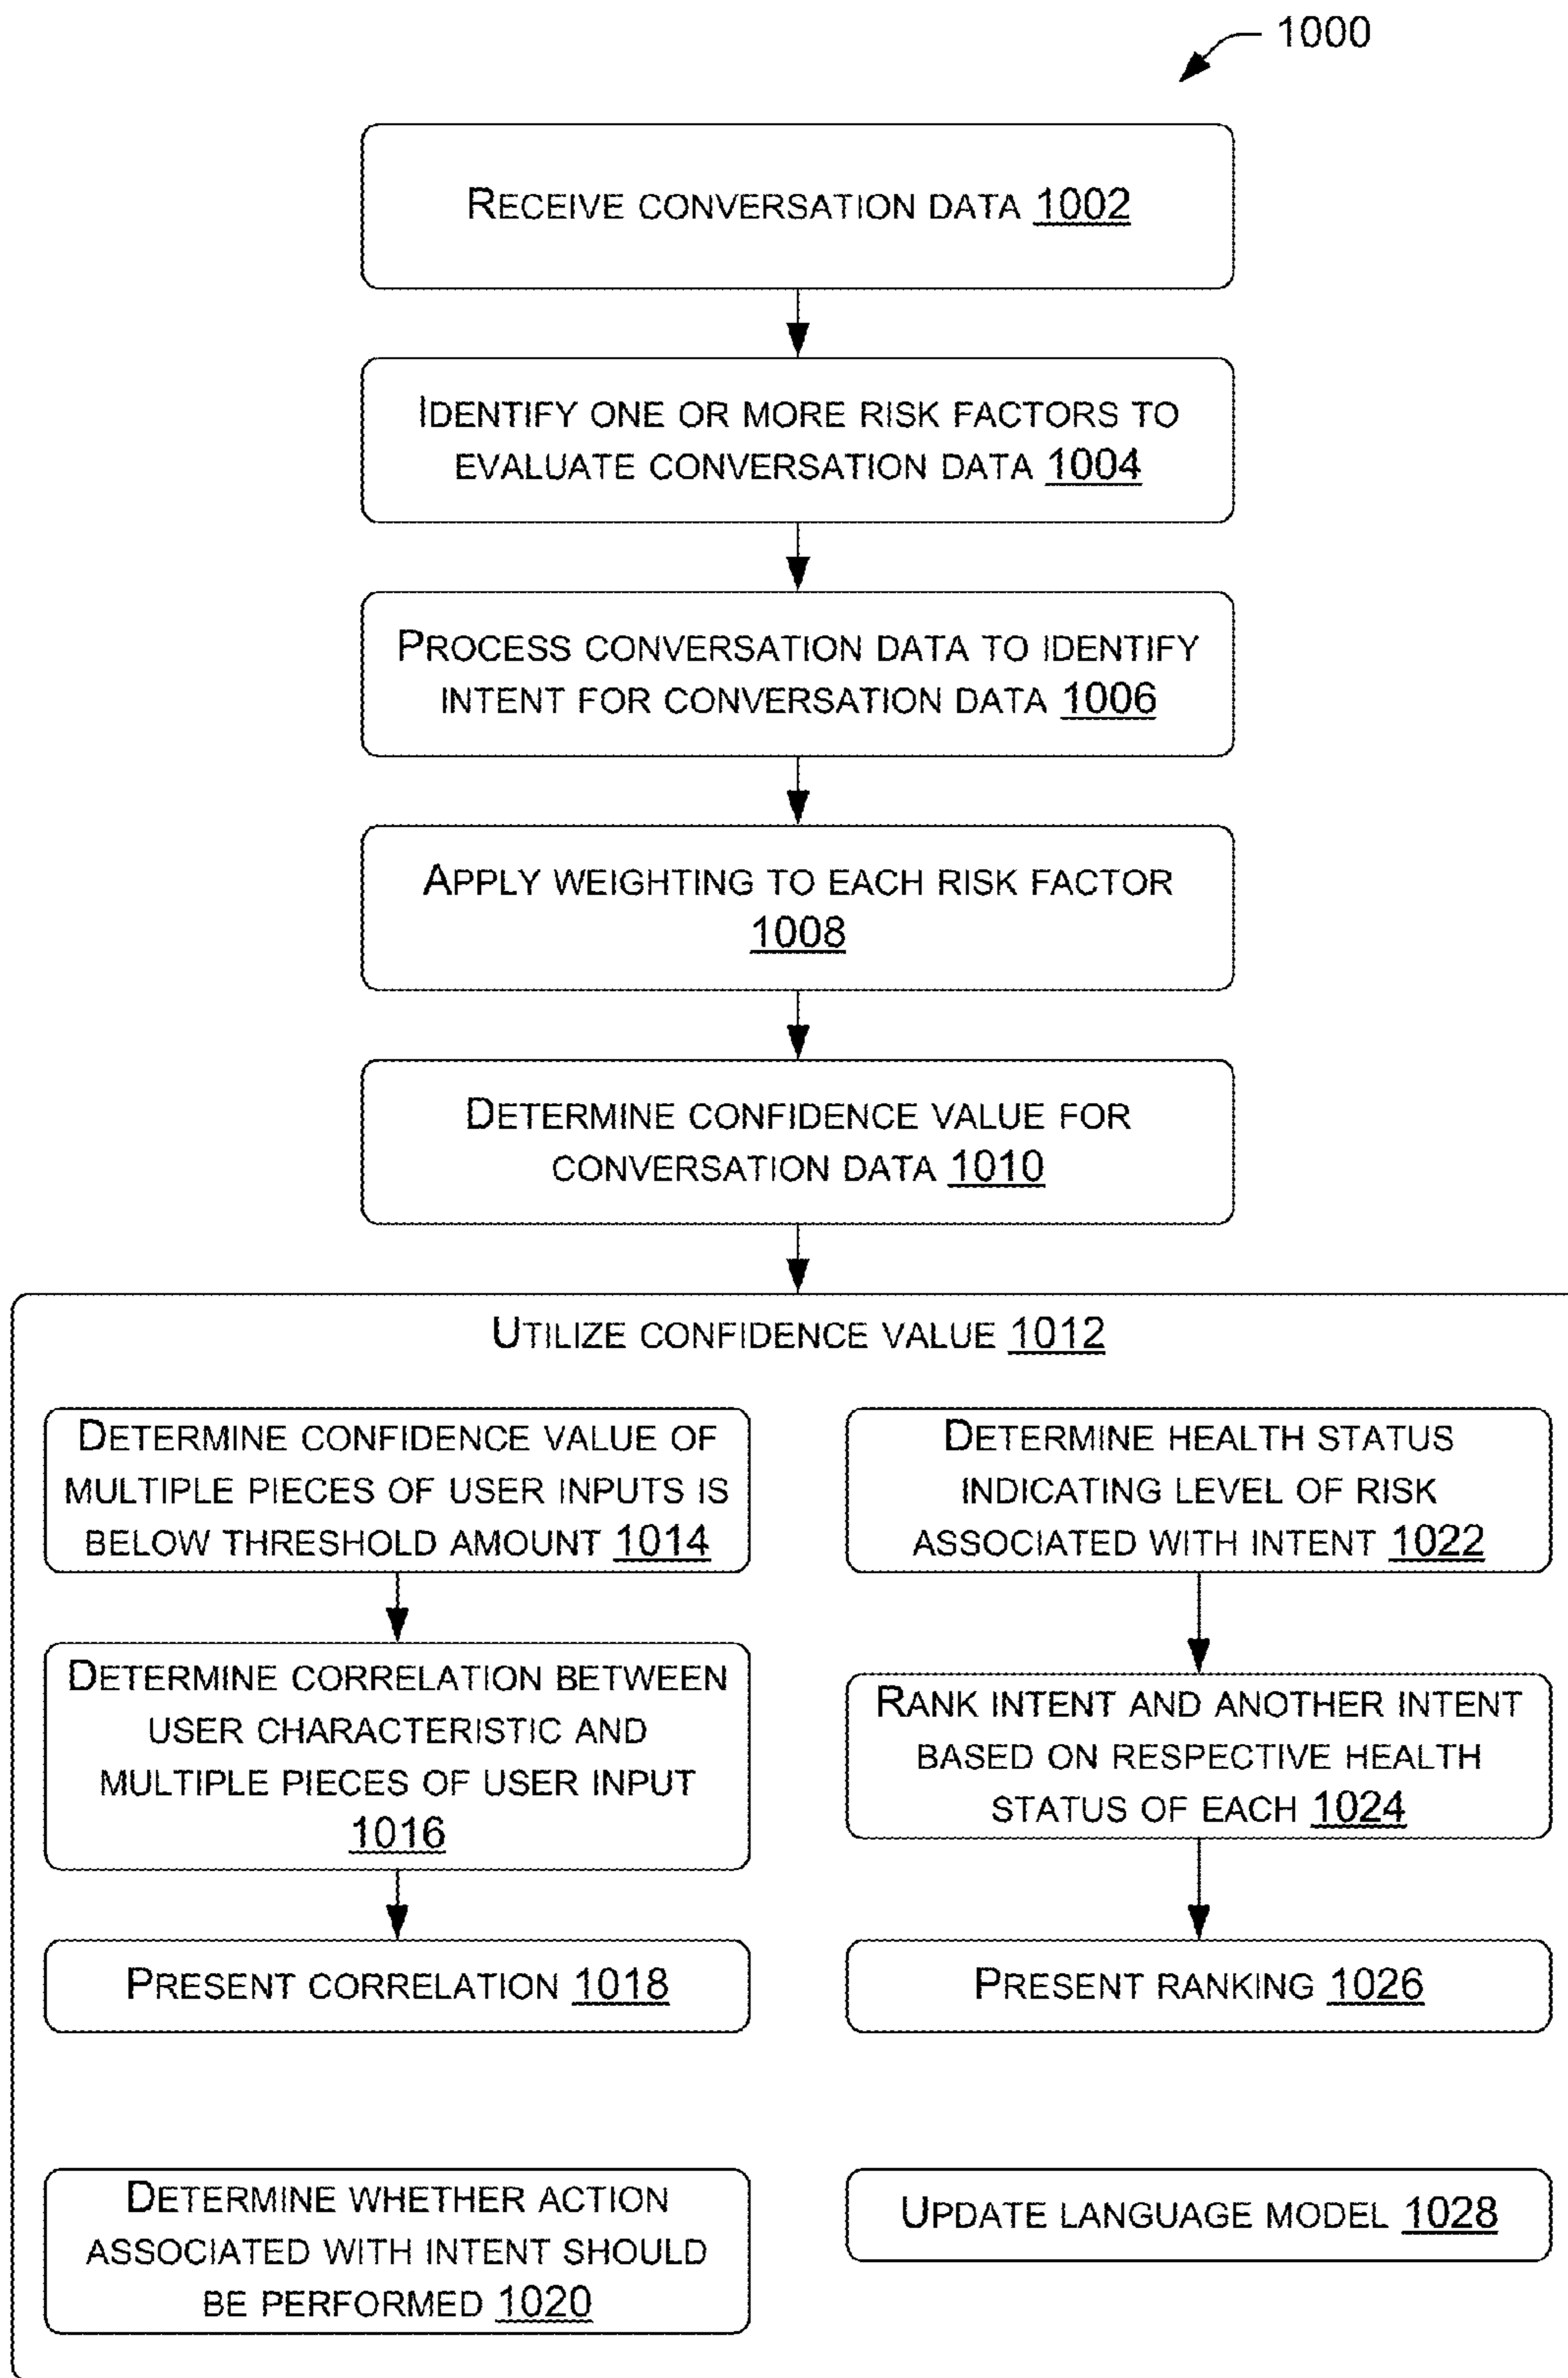 1000
RECEIVE CONVERSATION DATA 1002
IDENTIFY ONE OR MORE RISK FACTORS TO
EVALUATE CONVERSATION DATA 1004
PROCESS CONVERSATION DATA TO IDENTIFY
INTENT FOR CONVERSATION DATA 1006
APPLY WEIGHTING TO EACH RISK FACTOR
1008
DETERMINE CONFIDENCE VALUE FOR
CONVERSATION DATA 1010
UTILIZE CONFIDENCE VALUE 1012
DETERMINE CONFIDENCE VALUE OF
MULTIPLE PIECES OF USER INPUTS IS
BELOW THRESHOLD AMOUNT 1014
DETERMINE CORRELATION BETWEEN
USER CHARACTERISTIC AND
MULTIPLE PIECES OF USER INPUT
1016
PRESENT CORRELATION 1018
DETERMINE WHETHER ACTION
ASSOCIATED WITH INTENT SHOULD
BE PERFORMED 1020
DETERMINE HEALTH STATUS
INDICATING LEVEL OF RISK
ASSOCIATED WITH INTENT 1022
RANK INTENT AND ANOTHER INTENT
BASED ON RESPECTIVE HEALTH
STATUS OF EACH 1024
PRESENT RANKING 1026
UPDATE LANGUAGE MODEL 1028